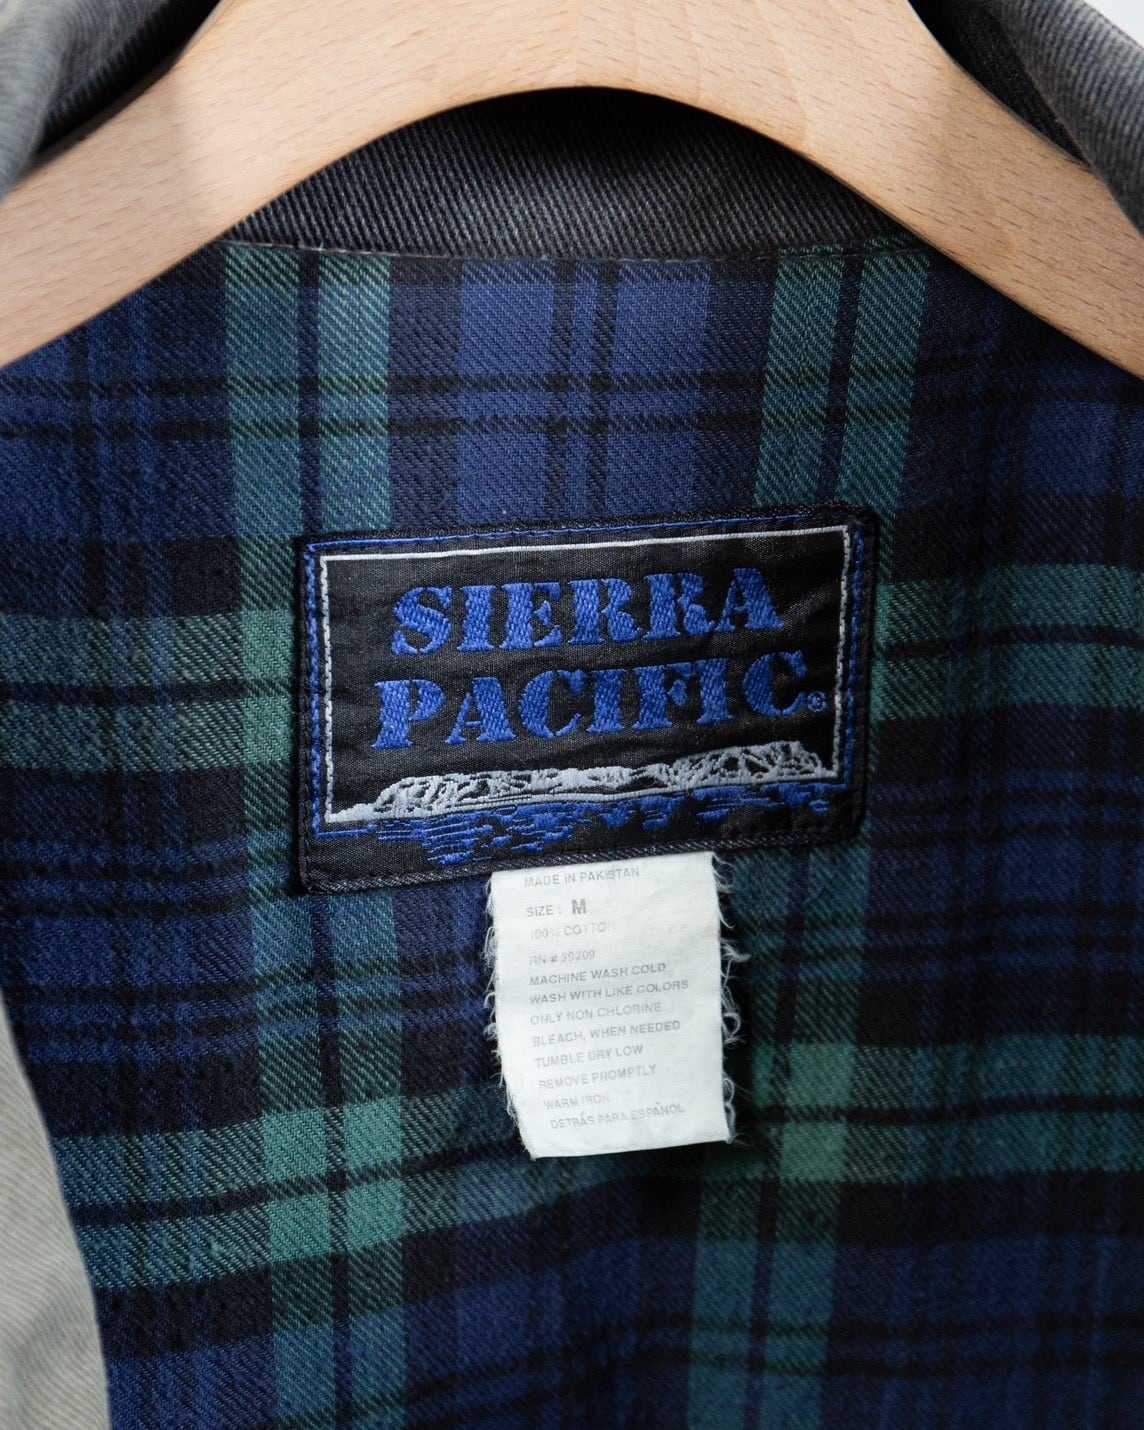 SIERRA
PACIFIC®
MADE IN PAKISTAN
SIZE: M
100% COTTON
RN # 39209
MACHINE WASH COLD
WASH WITH LIKE COLORS
ONLY NON CHLORINE
BLEACH, WHEN NEEDED
TUMBLE DRY LOW
REMOVE PROMPTLY
WARM IRON
DETRÁS PARA ESPAÑOL